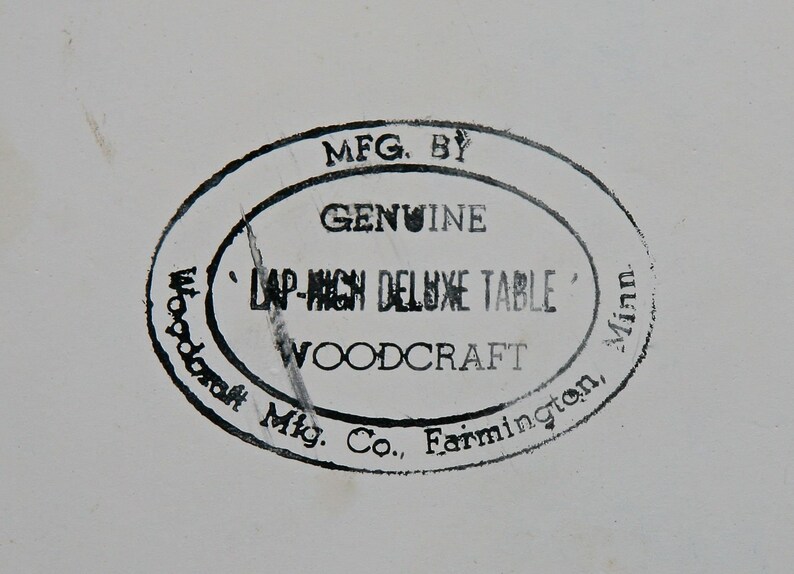 MFG. BY
GENUINE
' LAP-HIGH DELUXE TABLE '
WOODCRAFT
Woodcraft Mfg. Co., Farmington, Minn.